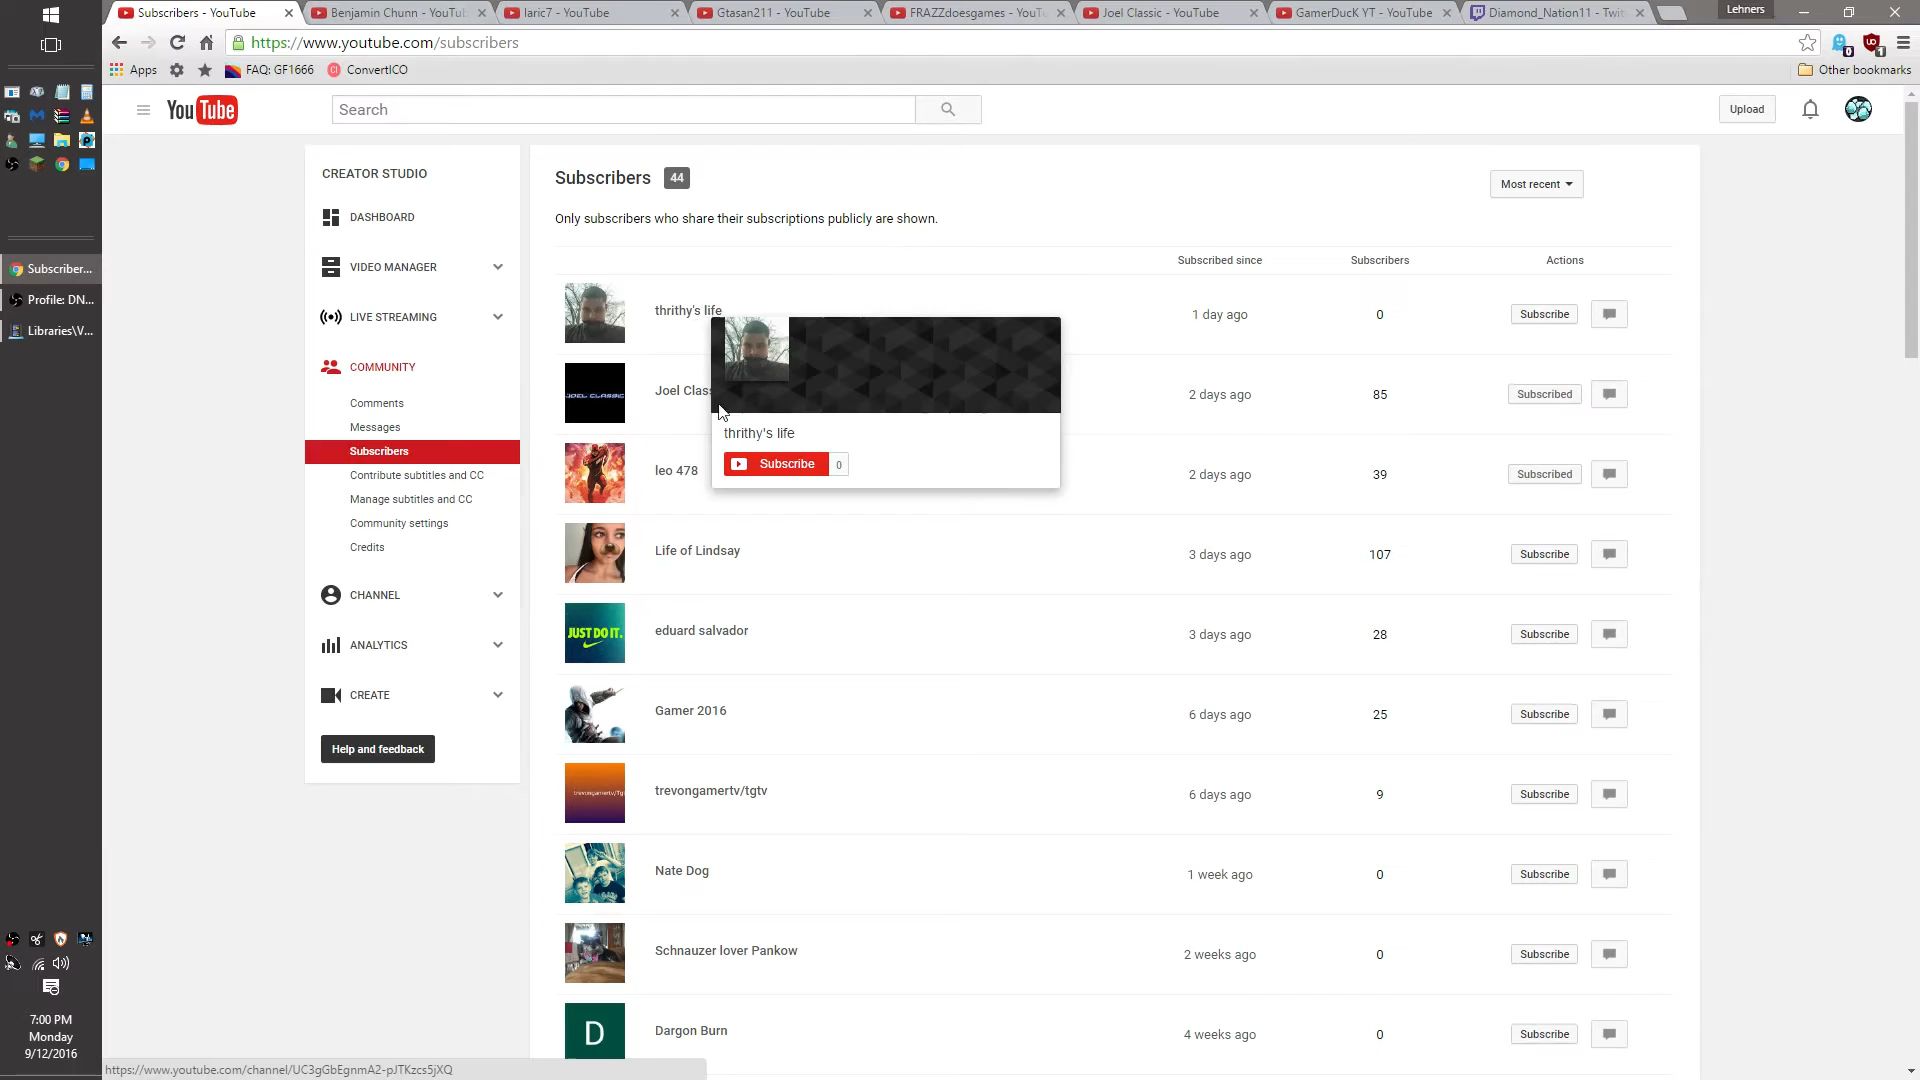 Subscribers - YouTube
Benjamin Chunn - YouTub
laric7 - YouTube
Gtasan211 - YouTube
FRAZZdoesgames - YouTu
Joel Classic - YouTube
GamerDucK YT - YouTube
Diamond_Nation11 - Twit
Lehners
https://www.youtube.com/subscribers
0
1
Apps
FAQ: GF1666
ConvertICO
Other bookmarks
YouTube
Search
Upload
CREATOR STUDIO
DASHBOARD
VIDEO MANAGER
LIVE STREAMING
COMMUNITY
Comments
Messages
Subscribers
Contribute subtitles and CC
Manage subtitles and CC
Community settings
Credits
CHANNEL
ANALYTICS
CREATE
Help and feedback
Subscribers 44
Most recent
Only subscribers who share their subscriptions publicly are shown.
Subscribed since Subscribers Actions
thrithy's life 1 day ago 0 Subscribe
JOEL CLASSIC
Joel Clas 2 days ago 85 Subscribed
thrithy's life
Subscribe 0
leo 478 2 days ago 39 Subscribed
Life of Lindsay 3 days ago 107 Subscribe
JUST DO IT.
eduard salvador 3 days ago 28 Subscribe
Gamer 2016 6 days ago 25 Subscribe
trevongamertv/tgtv 6 days ago 9 Subscribe
trevongamertv/Tg
Nate Dog 1 week ago 0 Subscribe
Schnauzer lover Pankow 2 weeks ago 0 Subscribe
D
Dargon Burn 4 weeks ago 0 Subscribe
Subscriber...
Profile: DN...
Libraries\V...
7:00 PM
Monday
9/12/2016
https://www.youtube.com/channel/UC3gGbEgnmA2-pJTKzcs5jXQ